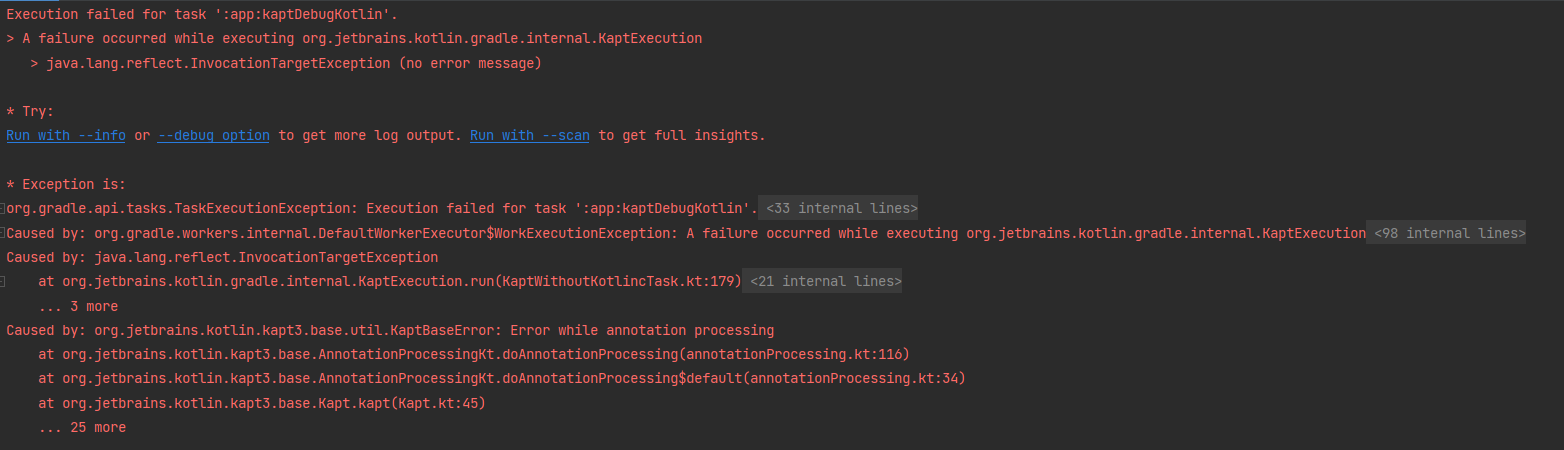 Execution failed for task ':app:kaptDebugKotlin'.
> A failure occurred while executing org.jetbrains.kotlin.gradle.internal.KaptExecution
   > java.lang.reflect.InvocationTargetException (no error message)

* Try:
Run with --info or --debug option to get more log output. Run with --scan to get full insights.

* Exception is:
org.gradle.api.tasks.TaskExecutionException: Execution failed for task ':app:kaptDebugKotlin'. <33 internal lines>
Caused by: org.gradle.workers.internal.DefaultWorkerExecutor$WorkExecutionException: A failure occurred while executing org.jetbrains.kotlin.gradle.internal.KaptExecution <98 internal lines>
Caused by: java.lang.reflect.InvocationTargetException
    at org.jetbrains.kotlin.gradle.internal.KaptExecution.run(KaptWithoutKotlincTask.kt:179) <21 internal lines>
    ... 3 more
Caused by: org.jetbrains.kotlin.kapt3.base.util.KaptBaseError: Error while annotation processing
    at org.jetbrains.kotlin.kapt3.base.AnnotationProcessingKt.doAnnotationProcessing(annotationProcessing.kt:116)
    at org.jetbrains.kotlin.kapt3.base.AnnotationProcessingKt.doAnnotationProcessing$default(annotationProcessing.kt:34)
    at org.jetbrains.kotlin.kapt3.base.Kapt.kapt(Kapt.kt:45)
    ... 25 more